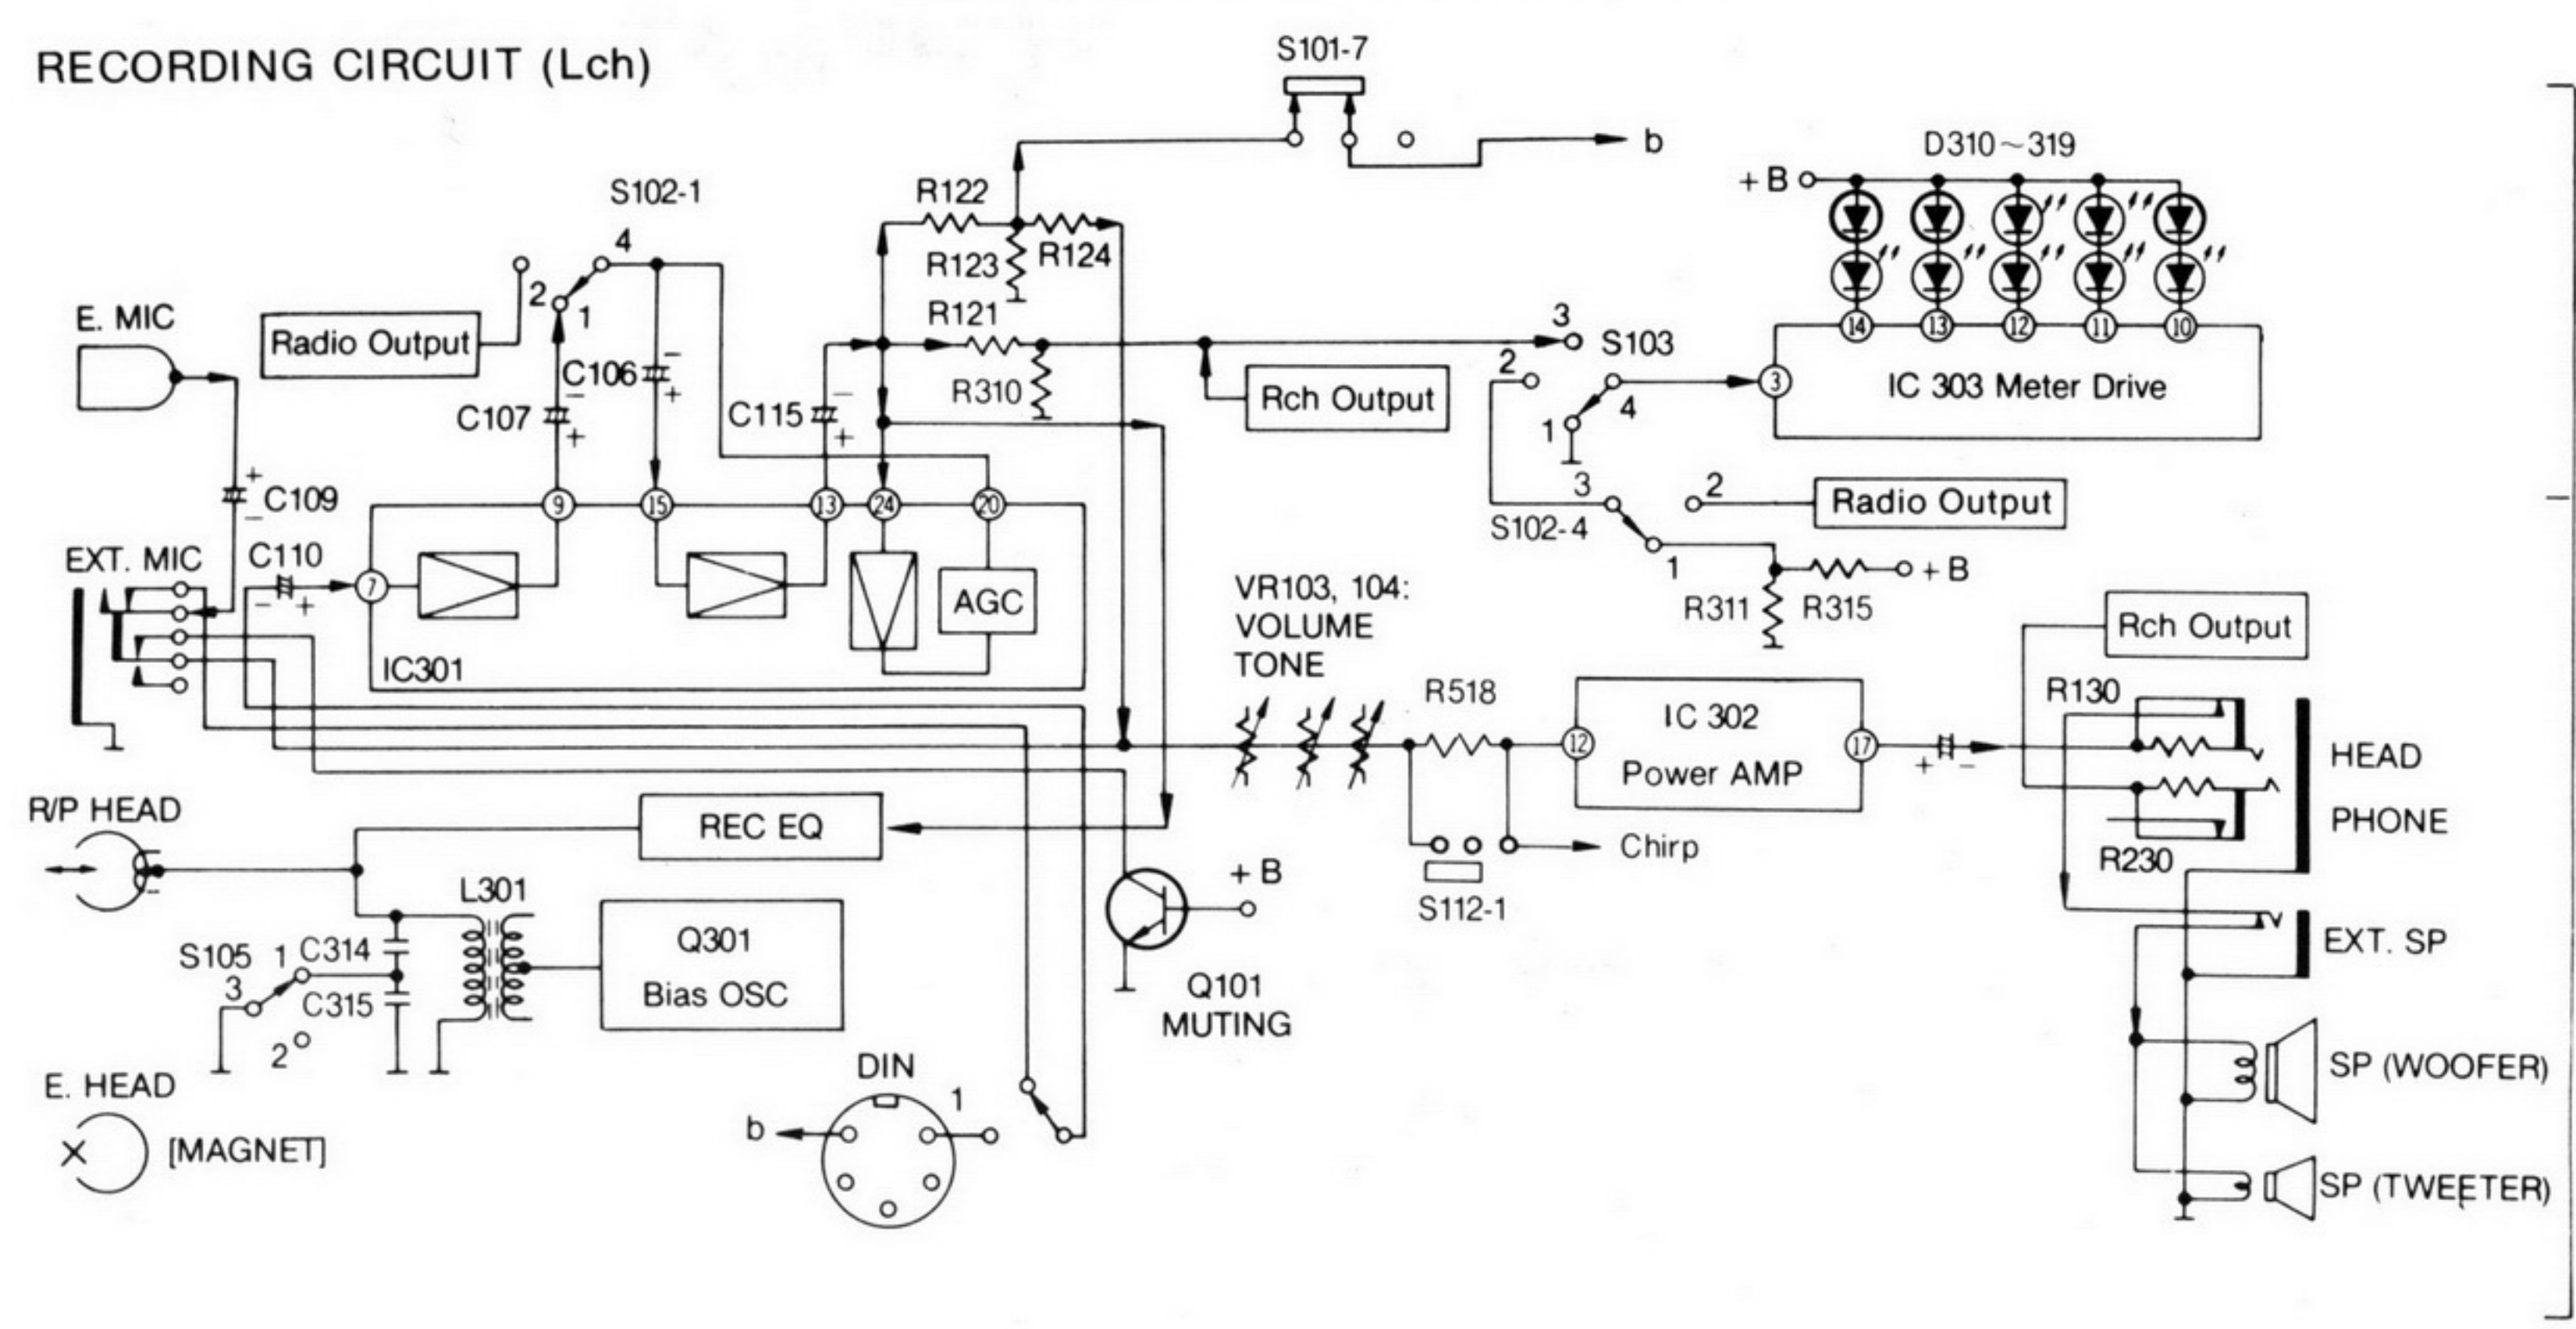 RECORDING CIRCUIT (Lch)
S101-7
b
D310~319
+B
S102-1
4
2
1
R122
R123
R124
E. MIC
Radio Output
C106
-
+
C107
-
+
R121
R310
C115
-
+
3
S103
2
4
1
Rch Output
14
13
12
11
10
3
IC 303 Meter Drive
+
C109
-
9
15
13
24
20
3
2
Radio Output
S102-4
1
+B
R311
R315
EXT. MIC
C110
-
+
7
AGC
IC301
VR103, 104:
VOLUME
TONE
R518
12
IC 302
Power AMP
17
+
-
Rch Output
R130
HEAD
PHONE
R230
Chirp
S112-1
R/P HEAD
REC EQ
+B
L301
Q301
Bias OSC
S105
1
C314
3
C315
2
Q101
MUTING
EXT. SP
SP (WOOFER)
SP (TWEETER)
E. HEAD
[MAGNET]
DIN
b
1